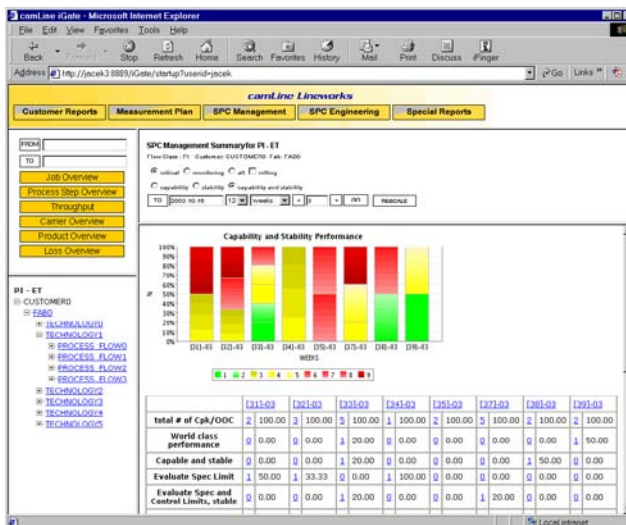 camLine iGate - Microsoft Internet Explorer
File Edit View Favorites Tools Help
Back Forward Stop Refresh Home Search Favorites History Mail Print Discuss iFinger
Address http://jacek3:8889/iGate/startup?userid=jacek Go Links »
camLine Lineworks
Customer Reports Measurement Plan SPC Management SPC Engineering Special Reports
FROM
TO
Job Overview
Process Step Overview
Throughput
Carrier Overview
Product Overview
Loss Overview
PI - ET
CUSTOMER0
FAB0
TECHNOLOGY0
TECHNOLOGY1
PROCESS_FLOW0
PROCESS_FLOW1
PROCESS_FLOW2
PROCESS_FLOW3
TECHNOLOGY2
TECHNOLOGY3
TECHNOLOGY4
TECHNOLOGY5
SPC Management Summary for PI - ET
Flow Class: PI Customer: CUSTOMER0 Fab: FAB0
critical monitoring all rolling
capability stability capability and stability
TO 2003.10.16 12 weeks < > GO RESCALE
Capability and Stability Performance
100%
90%
80%
70%
60%
50%
40%
30%
20%
10%
0%
%
[31]-03 [32]-03 [33]-03 [34]-03 [35]-03 [37]-03 [38]-03 [39]-03
WEEKS
1 2 3 4 5 6 7 8 9
[31]-03 [32]-03 [33]-03 [34]-03 [35]-03 [37]-03 [38]-03 [39]-03
total # of Cpk/OOC 2 100.00 3 100.00 5 100.00 1 100.00 2 100.00 5 100.00 2 100.00 2 100.00
World class performance 0 0.00 0 0.00 1 20.00 0 0.00 0 0.00 0 0.00 0 0.00 1 50.00
Capable and stable 0 0.00 0 0.00 1 20.00 0 0.00 0 0.00 0 0.00 1 50.00 0 0.00
Evaluate Spec Limit 1 50.00 1 33.33 0 0.00 1 100.00 0 0.00 0 0.00 0 0.00 0 0.00
Evaluate Spec and Control Limits, stable 0 0.00 0 0.00 1 20.00 0 0.00 0 0.00 1 20.00 0 0.00 0 0.00
Local intranet